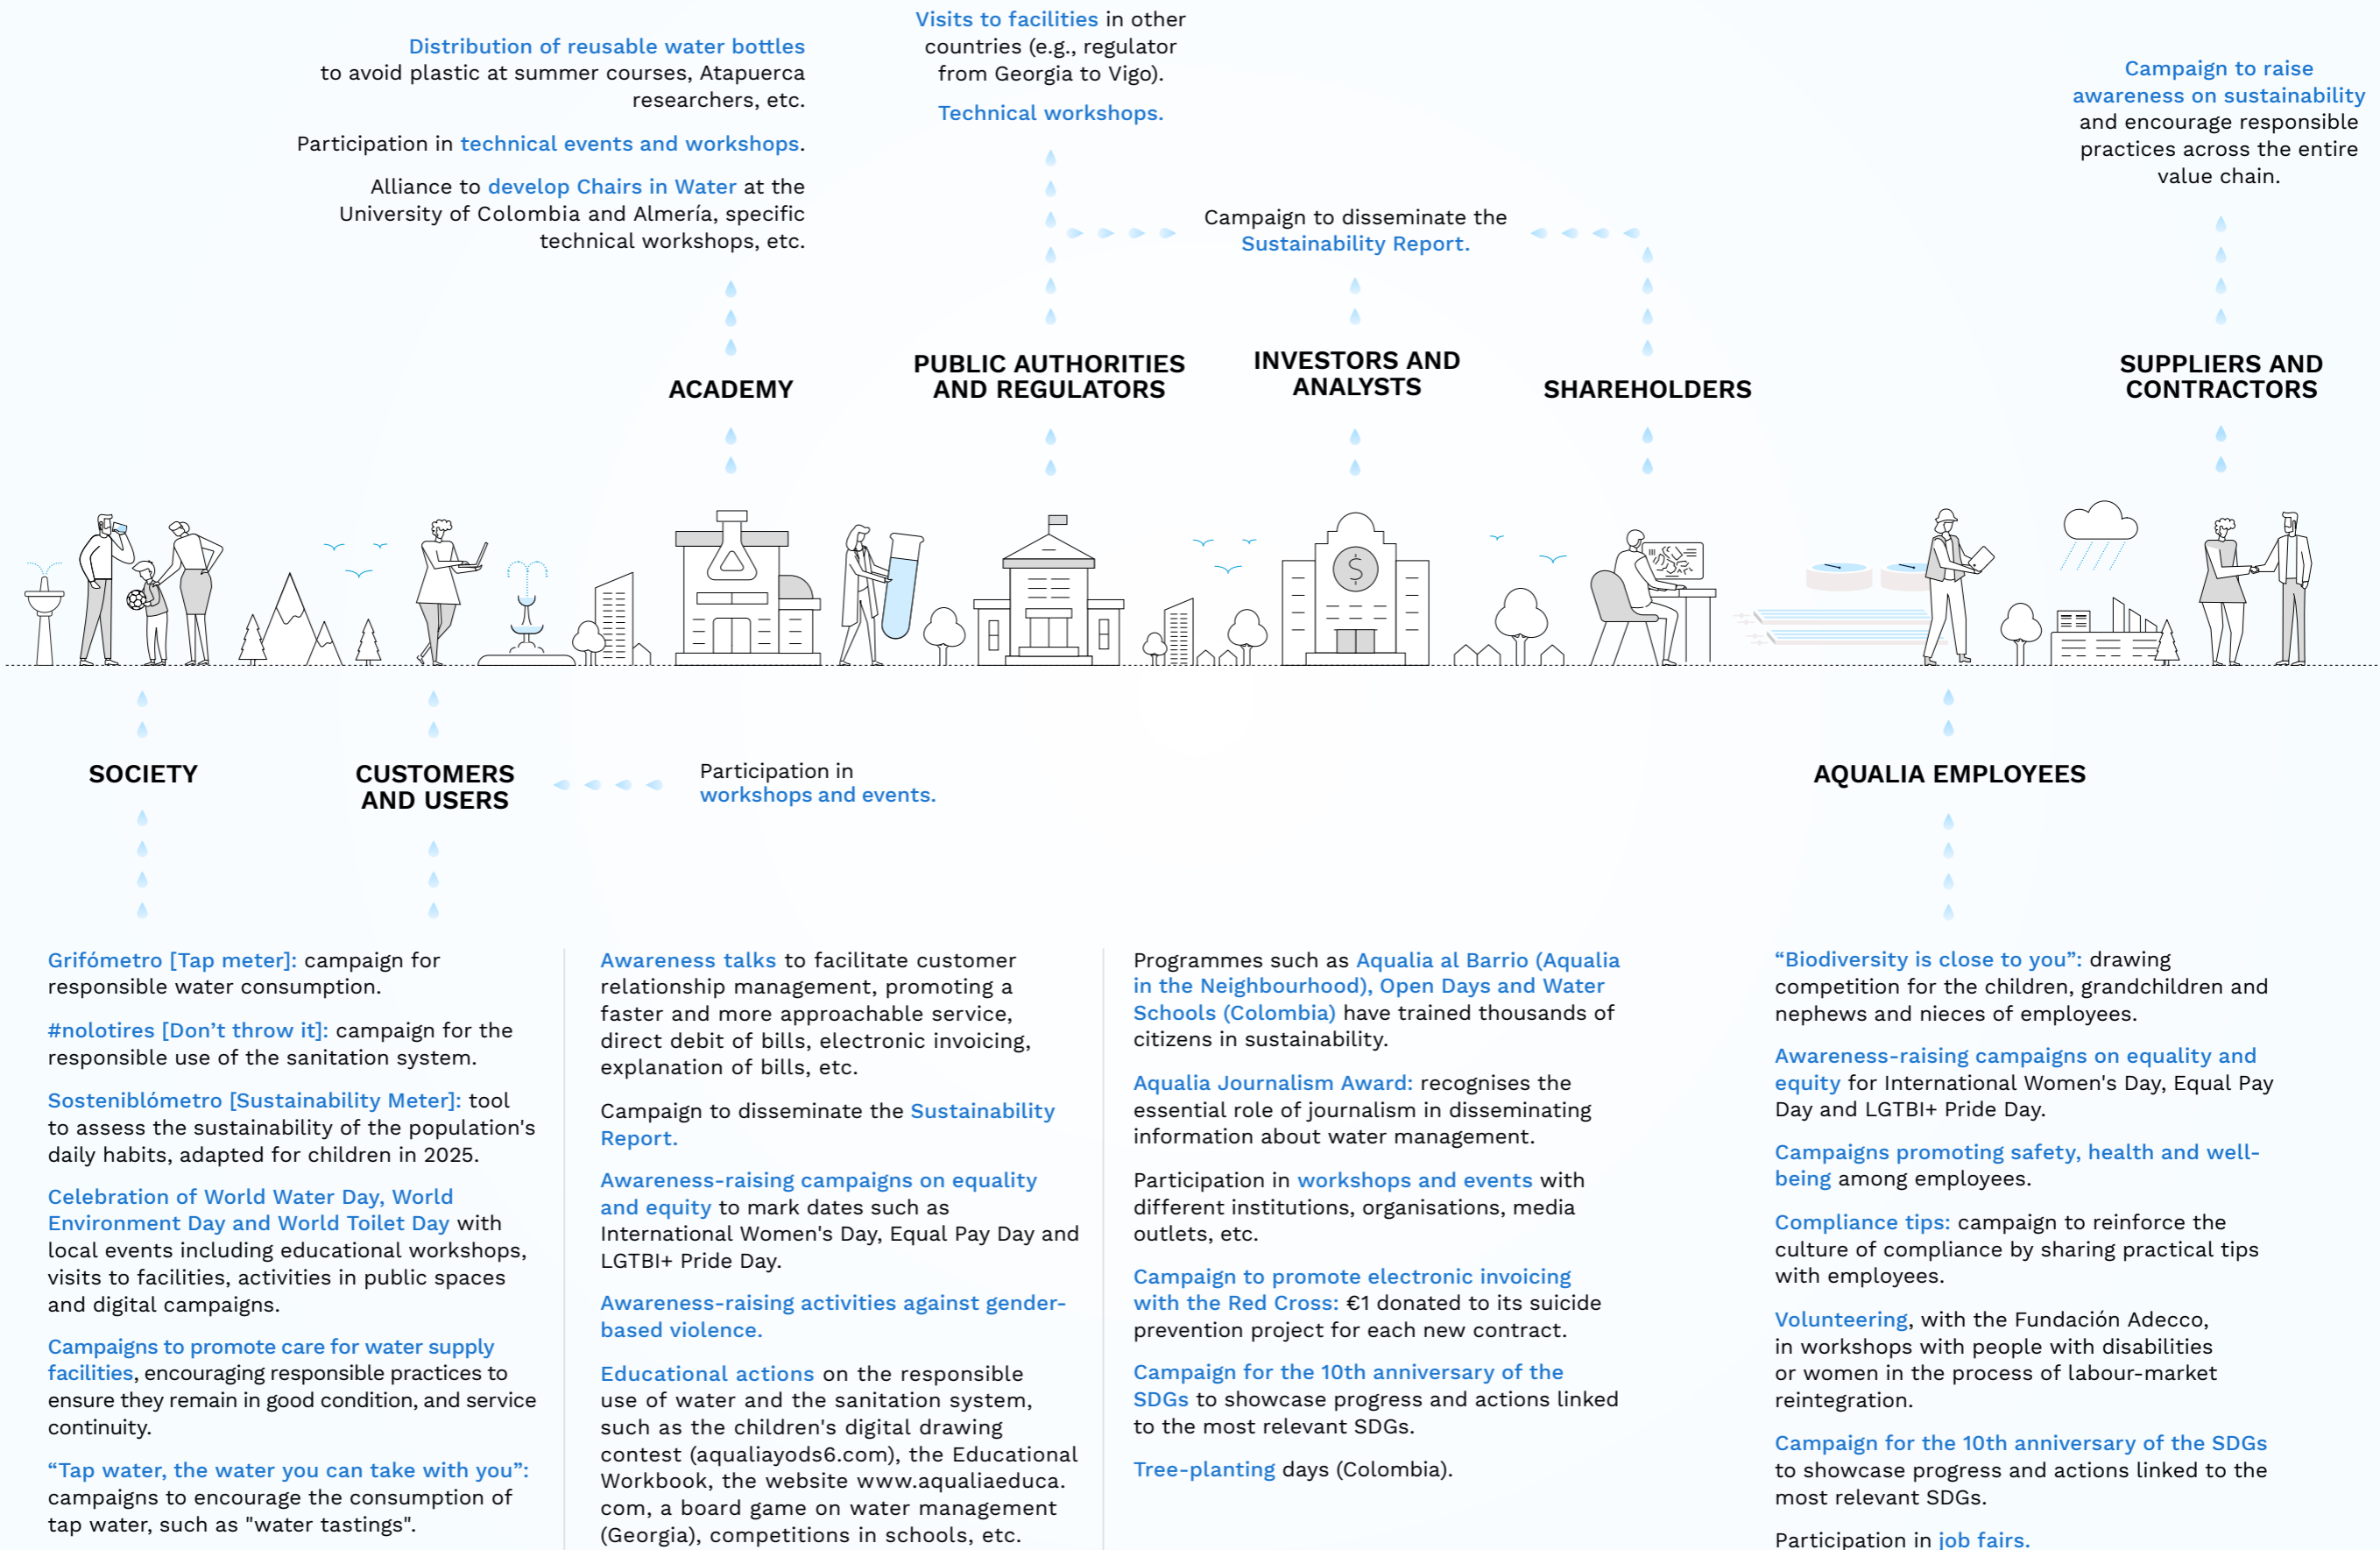 Distribution of reusable water bottles
to avoid plastic at summer courses, Atapuerca
researchers, etc.
Participation in technical events and workshops.
Alliance to develop Chairs in Water at the
University of Colombia and Almería, specific
technical workshops, etc.
ACADEMY
Visits to facilities in other
countries (e.g., regulator
from Georgia to Vigo).
Technical workshops.
PUBLIC AUTHORITIES
AND REGULATORS
Campaign to disseminate the
Sustainability Report.
INVESTORS AND
ANALYSTS
SHAREHOLDERS
Campaign to raise
awareness on sustainability
and encourage responsible
practices across the entire
value chain.
SUPPLIERS AND
CONTRACTORS
$
SOCIETY
CUSTOMERS
AND USERS
Participation in
workshops and events.
AQUALIA EMPLOYEES
Grifómetro [Tap meter]: campaign for
responsible water consumption.
#nolotires [Don’t throw it]: campaign for the
responsible use of the sanitation system.
Sosteniblómetro [Sustainability Meter]: tool
to assess the sustainability of the population's
daily habits, adapted for children in 2025.
Celebration of World Water Day, World
Environment Day and World Toilet Day with
local events including educational workshops,
visits to facilities, activities in public spaces
and digital campaigns.
Campaigns to promote care for water supply
facilities, encouraging responsible practices to
ensure they remain in good condition, and service
continuity.
“Tap water, the water you can take with you”:
campaigns to encourage the consumption of
tap water, such as "water tastings".
Awareness talks to facilitate customer
relationship management, promoting a
faster and more approachable service,
direct debit of bills, electronic invoicing,
explanation of bills, etc.
Campaign to disseminate the Sustainability
Report.
Awareness-raising campaigns on equality
and equity to mark dates such as
International Women's Day, Equal Pay Day and
LGTBI+ Pride Day.
Awareness-raising activities against gender-
based violence.
Educational actions on the responsible
use of water and the sanitation system,
such as the children's digital drawing
contest (aqualiayods6.com), the Educational
Workbook, the website www.aqualiaeduca.
com, a board game on water management
(Georgia), competitions in schools, etc.
Programmes such as Aqualia al Barrio (Aqualia
in the Neighbourhood), Open Days and Water
Schools (Colombia) have trained thousands of
citizens in sustainability.
Aqualia Journalism Award: recognises the
essential role of journalism in disseminating
information about water management.
Participation in workshops and events with
different institutions, organisations, media
outlets, etc.
Campaign to promote electronic invoicing
with the Red Cross: €1 donated to its suicide
prevention project for each new contract.
Campaign for the 10th anniversary of the
SDGs to showcase progress and actions linked
to the most relevant SDGs.
Tree-planting days (Colombia).
“Biodiversity is close to you”: drawing
competition for the children, grandchildren and
nephews and nieces of employees.
Awareness-raising campaigns on equality and
equity for International Women's Day, Equal Pay
Day and LGTBI+ Pride Day.
Campaigns promoting safety, health and well-
being among employees.
Compliance tips: campaign to reinforce the
culture of compliance by sharing practical tips
with employees.
Volunteering, with the Fundación Adecco,
in workshops with people with disabilities
or women in the process of labour-market
reintegration.
Campaign for the 10th anniversary of the SDGs
to showcase progress and actions linked to the
most relevant SDGs.
Participation in job fairs.